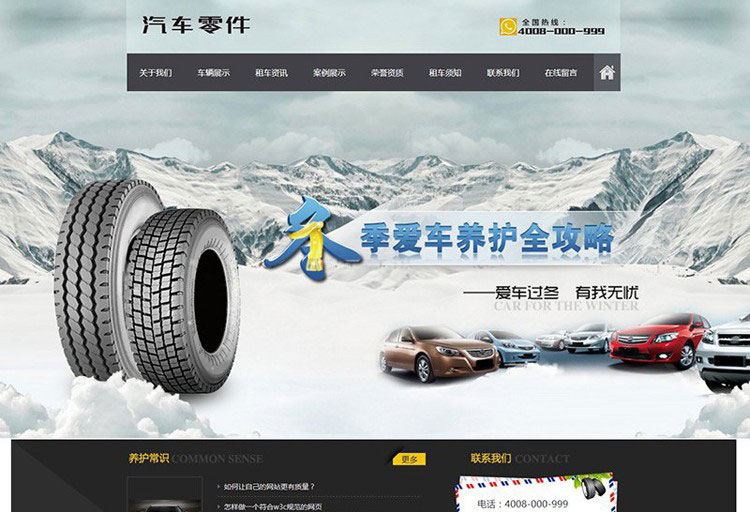 汽车零件
全国热线：
4008-000-999
关于我们 车辆展示 租车资讯 案例展示 荣誉资质 租车须知 联系我们 在线留言
冬季爱车养护全攻略
——爱车过冬 有我无忧
CAR FOR THE WINTER
养护常识 COMMON SENSE 更多
联系我们 CONTACT
如何让自己的网站更有质量？
怎样做一个符合w3c规范的网页
电话：4008-000-999